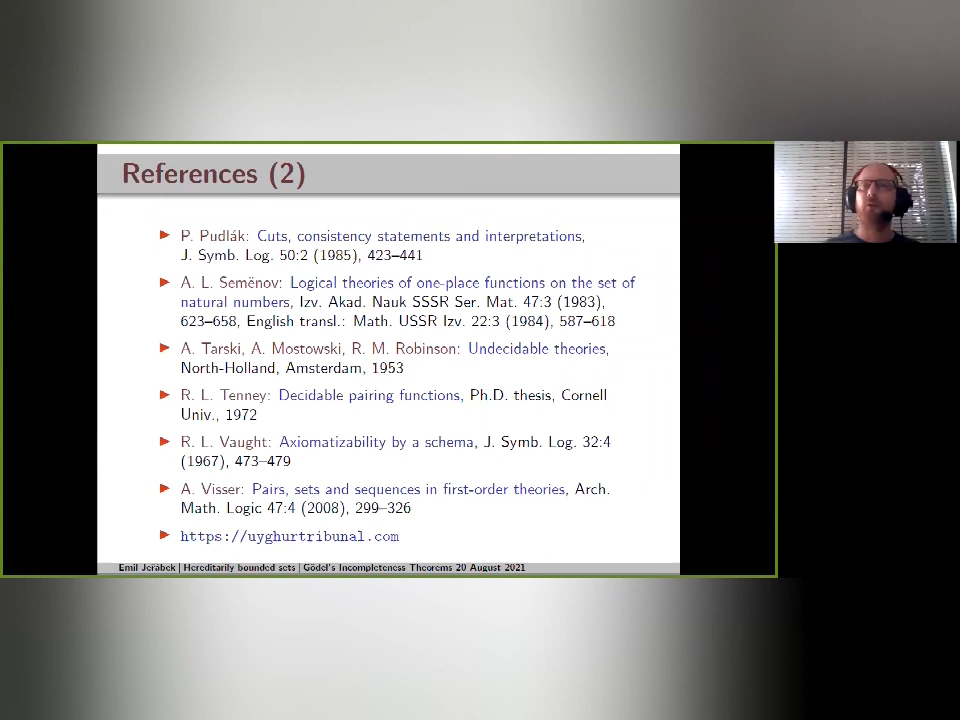 References (2)
► P. Pudlák: Cuts, consistency statements and interpretations,
J. Symb. Log. 50:2 (1985), 423–441
► A. L. Semënov: Logical theories of one-place functions on the set of
natural numbers, Izv. Akad. Nauk SSSR Ser. Mat. 47:3 (1983),
623–658, English transl.: Math. USSR Izv. 22:3 (1984), 587–618
► A. Tarski, A. Mostowski, R. M. Robinson: Undecidable theories,
North-Holland, Amsterdam, 1953
► R. L. Tenney: Decidable pairing functions, Ph.D. thesis, Cornell
Univ., 1972
► R. L. Vaught: Axiomatizability by a schema, J. Symb. Log. 32:4
(1967), 473–479
► A. Visser: Pairs, sets and sequences in first-order theories, Arch.
Math. Logic 47:4 (2008), 299–326
► https://uyghurtribunal.com
Emil Jeřábek | Hereditarily bounded sets | Gödel's Incompleteness Theorems 20 August 2021